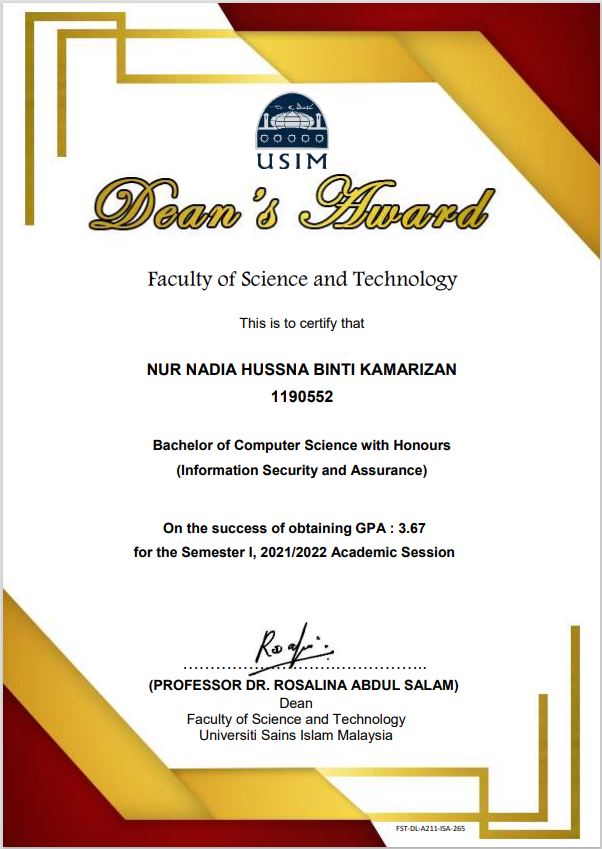 USIM
Dean's Award
Faculty of Science and Technology
This is to certify that
NUR NADIA HUSSNA BINTI KAMARIZAN
1190552
Bachelor of Computer Science with Honours
(Information Security and Assurance)
On the success of obtaining GPA : 3.67
for the Semester I, 2021/2022 Academic Session
(PROFESSOR DR. ROSALINA ABDUL SALAM)
Dean
Faculty of Science and Technology
Universiti Sains Islam Malaysia
FST-DL-A211-ISA-265